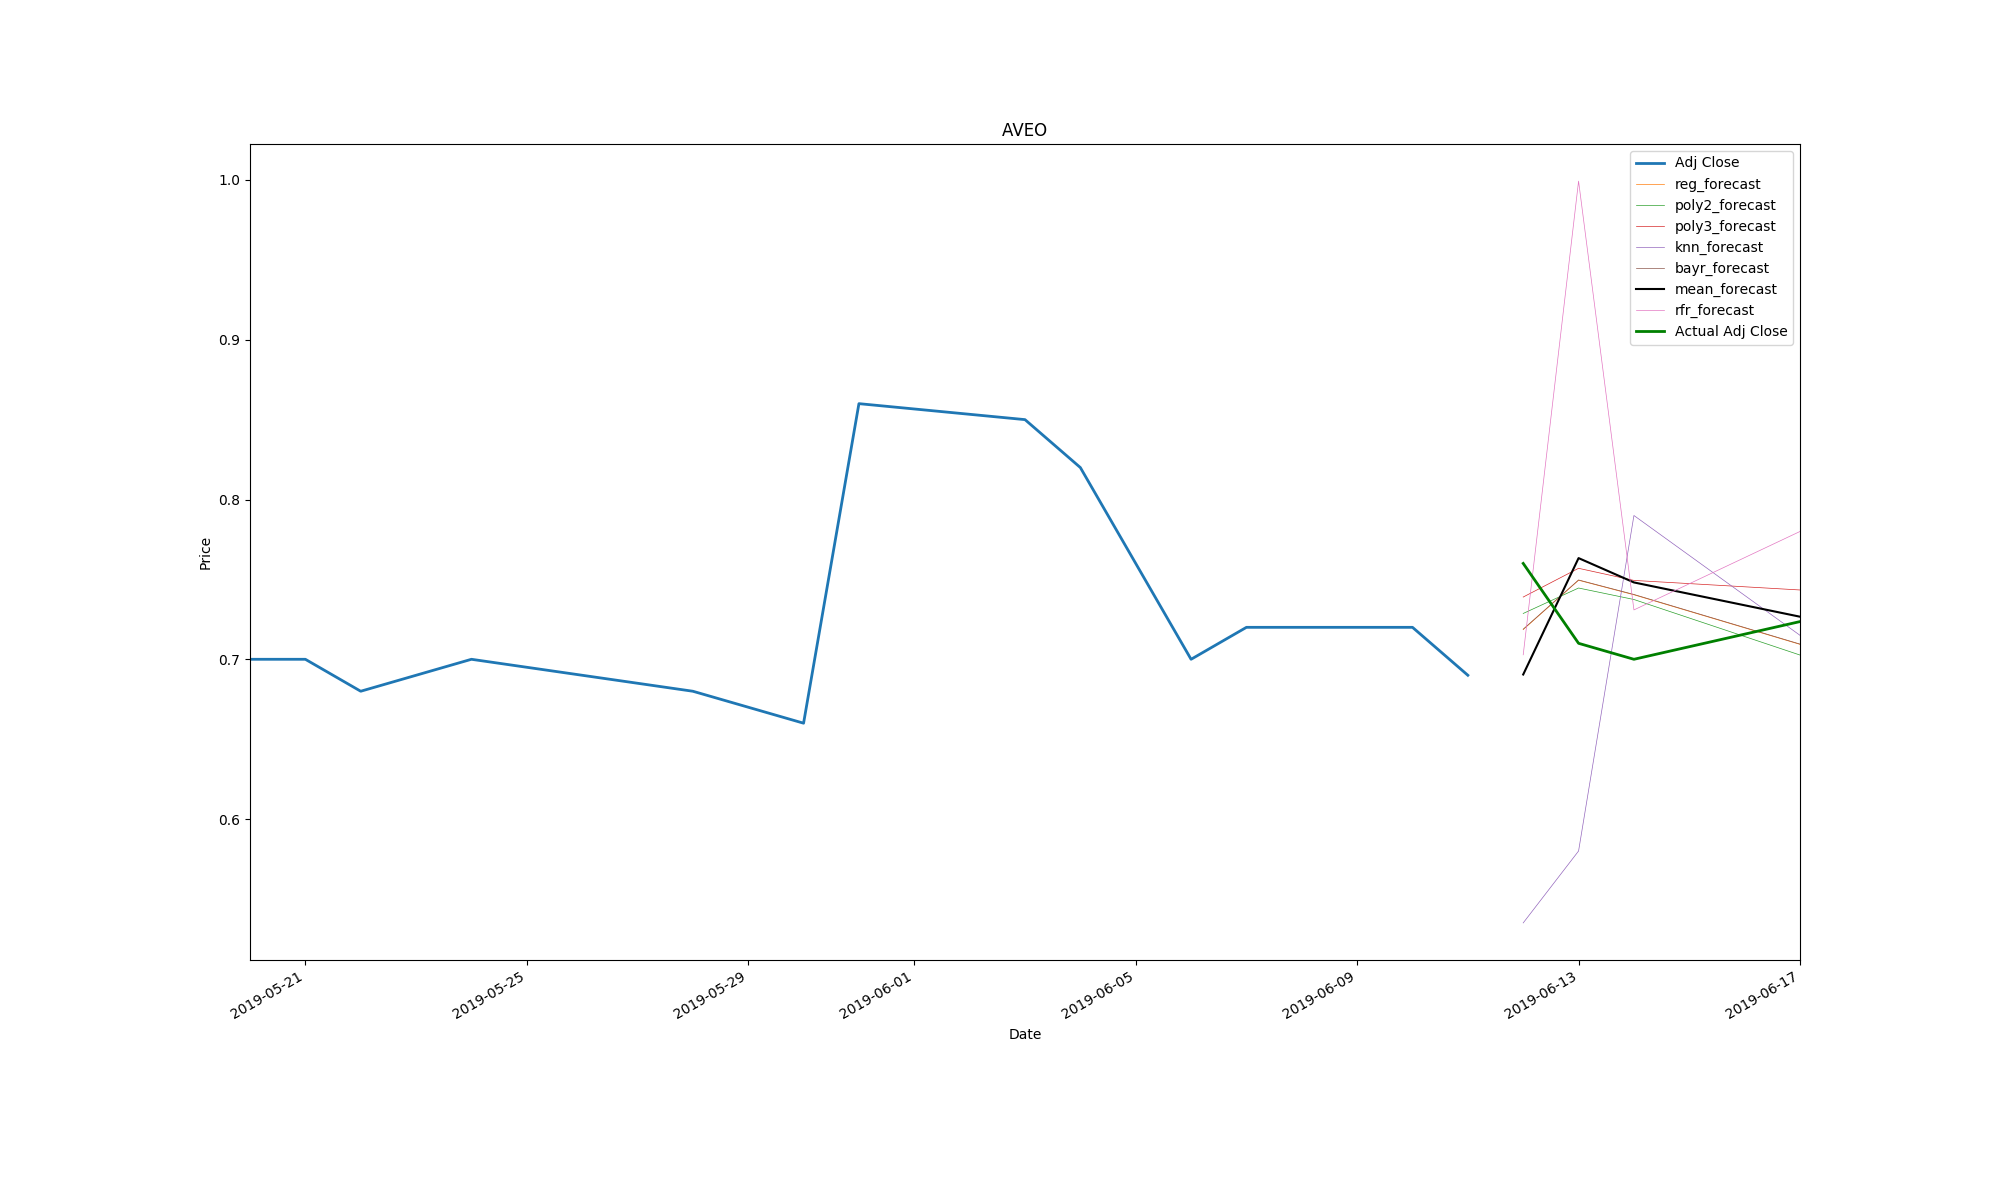 AVEO
1.0
0.9
0.8
0.7
0.6
Price
Adj Close
reg_forecast
poly2_forecast
poly3_forecast
knn_forecast
bayr_forecast
mean_forecast
rfr_forecast
Actual Adj Close
2019-05-21
2019-05-25
2019-05-29
2019-06-01
2019-06-05
2019-06-09
2019-06-13
2019-06-17
Date